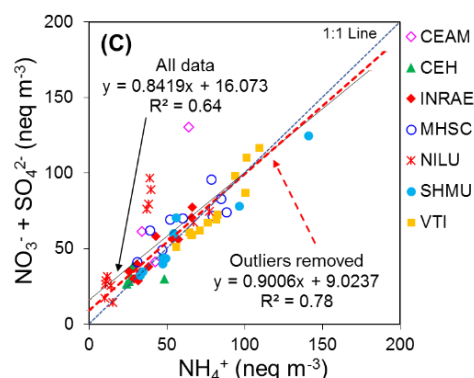 (C)
1:1 Line
All data
y = 0.8419x + 16.073
R² = 0.64
Outliers removed
y = 0.9006x + 9.0237
R² = 0.78
NO₃⁻ + SO₄²⁻ (neq m⁻³)
200
150
100
50
0
0 50 100 150 200
NH₄⁺ (neq m⁻³)
CEAM
CEH
INRAE
MHSC
NILU
SHMU
VTI